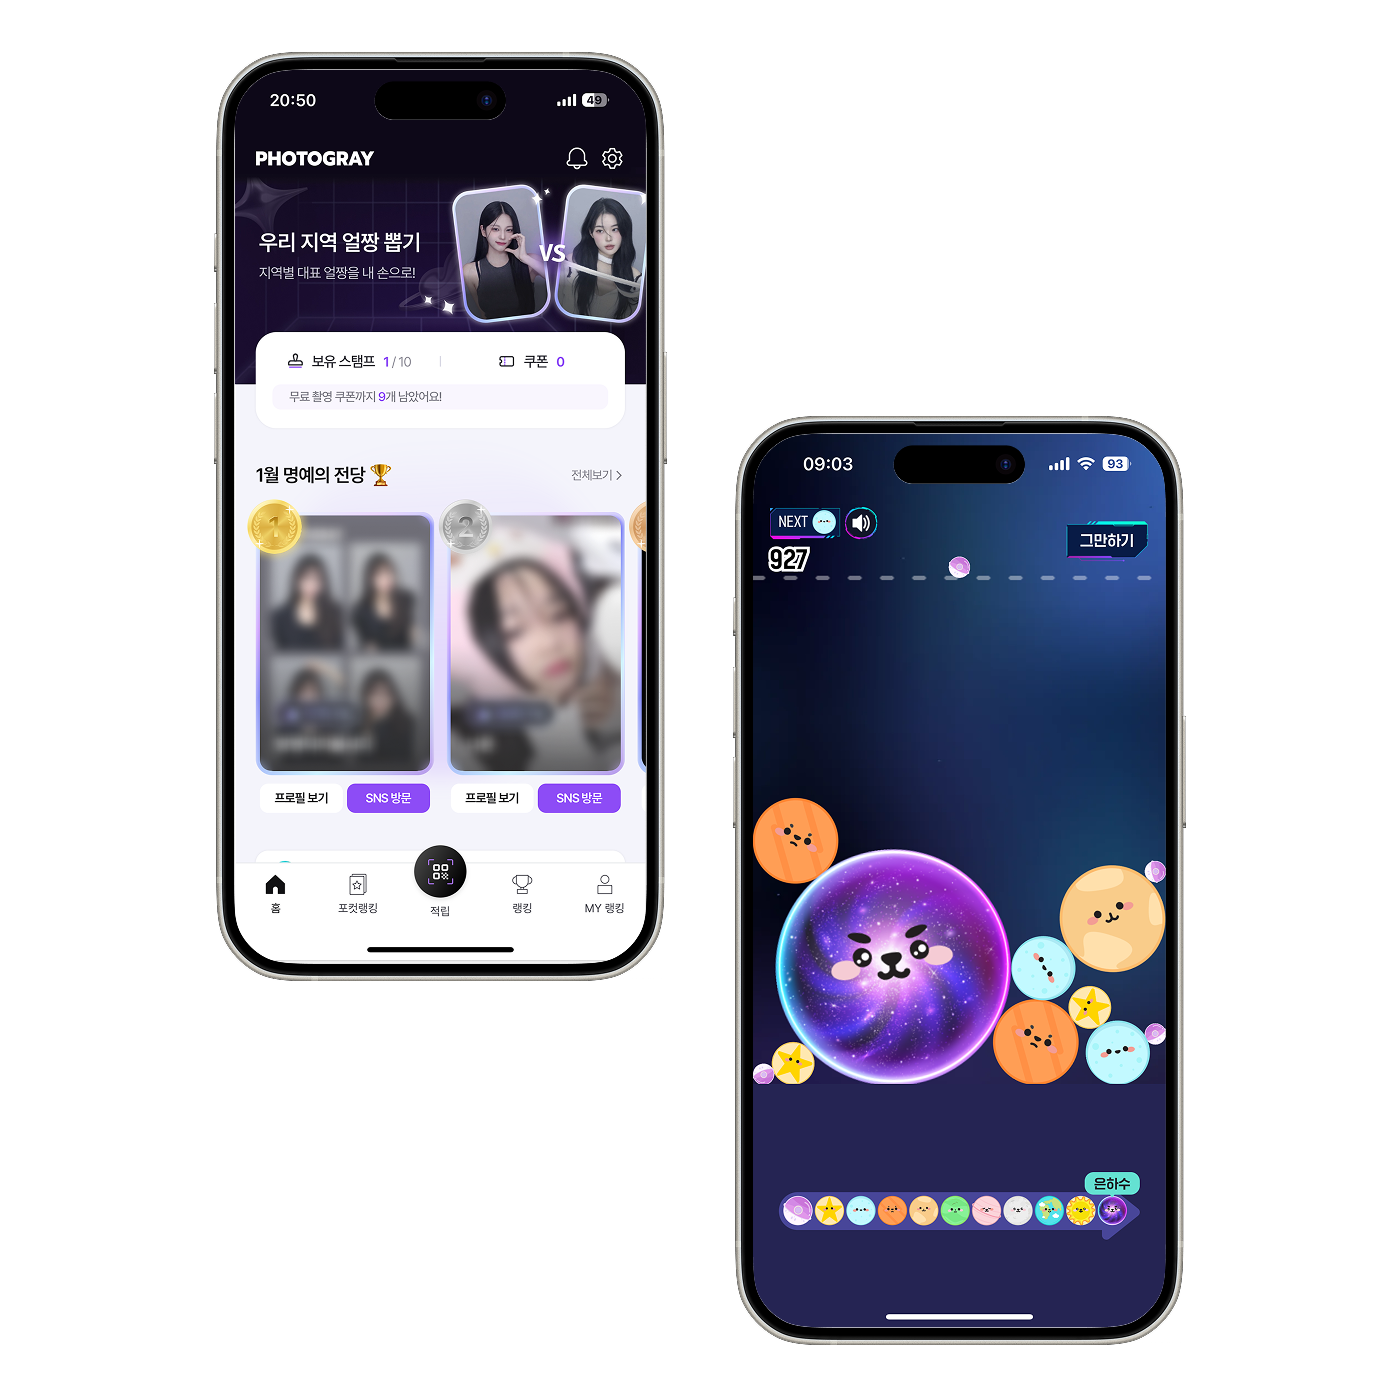 20:50
49
PHOTOGRAY
우리 지역 얼짱 뽑기
지역별 대표 얼짱을 내 손으로!
VS
보유 스탬프 1 / 10
쿠폰 0
무료 촬영 쿠폰까지 9개 남았어요!
1월 명예의 전당
전체보기 >
1
2
프로필 보기
SNS 방문
프로필 보기
SNS 방문
홈
포컷랭킹
적립
랭킹
MY 랭킹
09:03
93
NEXT
그만하기
927
은하수